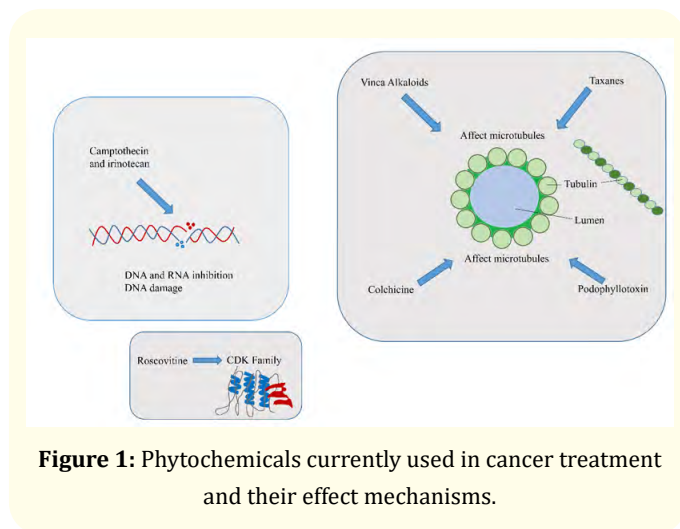 Camptothecin
and irinotecan
DNA and RNA inhibition
DNA damage
Roscovitine
CDK Family
Vinca Alkaloids
Taxanes
Affect microtubules
Tubulin
Lumen
Affect microtubules
Colchicine
Podophyllotoxin
Figure 1: Phytochemicals currently used in cancer treatment
and their effect mechanisms.